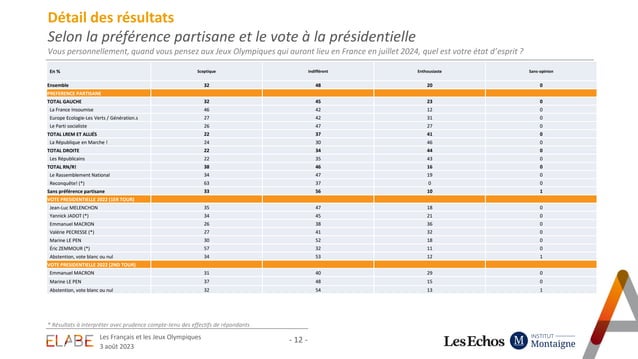 Détail des résultats
Selon la préférence partisane et le vote à la présidentielle
Vous personnellement, quand vous pensez aux Jeux Olympiques qui auront lieu en France en juillet 2024, quel est votre état d'esprit ?
En % Sceptique Indifférent Enthousiaste Sans-opinion
Ensemble 32 48 20 0
PREFERENCE PARTISANE
TOTAL GAUCHE 32 45 23 0
La France Insoumise 46 42 12 0
Europe Ecologie-Les Verts / Génération.s 27 42 31 0
Le Parti socialiste 26 47 27 0
TOTAL LREM ET ALLIÉS 22 37 41 0
La République en Marche ! 24 30 46 0
TOTAL DROITE 22 34 44 0
Les Républicains 22 35 43 0
TOTAL RN/R! 38 46 16 0
Le Rassemblement National 34 47 19 0
Reconquête! (*) 63 37 0 0
Sans préférence partisane 33 56 10 1
VOTE PRESIDENTIELLE 2022 (1ER TOUR)
Jean-Luc MELENCHON 35 47 18 0
Yannick JADOT (*) 34 45 21 0
Emmanuel MACRON 26 38 36 0
Valérie PECRESSE (*) 27 41 32 0
Marine LE PEN 30 52 18 0
Éric ZEMMOUR (*) 57 32 11 0
Abstention, vote blanc ou nul 34 53 12 1
VOTE PRESIDENTIELLE 2022 (2ND TOUR)
Emmanuel MACRON 31 40 29 0
Marine LE PEN 37 48 15 0
Abstention, vote blanc ou nul 32 54 13 1
* Résultats à interpréter avec prudence compte-tenu des effectifs de répondants
ELABE
Les Français et les Jeux Olympiques
3 août 2023
- 12 -
Les Echos
M INSTITUT
Montaigne